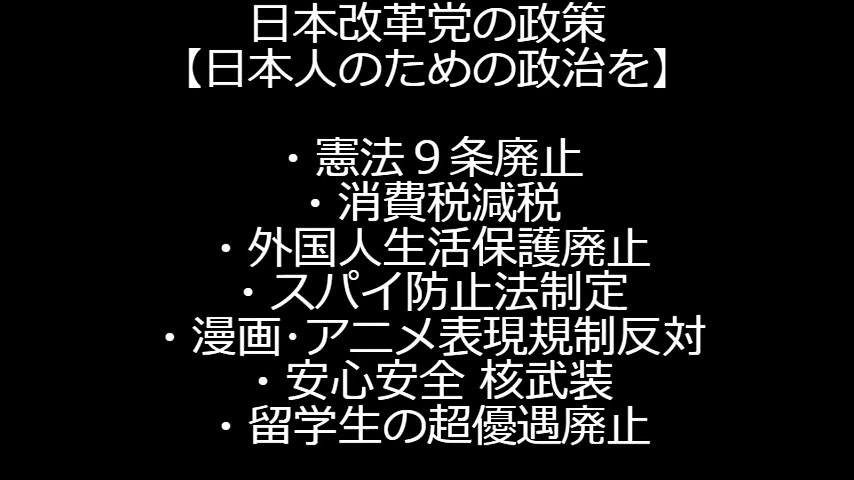 日本改革党の政策
【日本人のための政治を】
・憲法９条廃止
・消費税減税
・外国人生活保護廃止
・スパイ防止法制定
・漫画･アニメ表現規制反対
・安心安全 核武装
・留学生の超優遇廃止